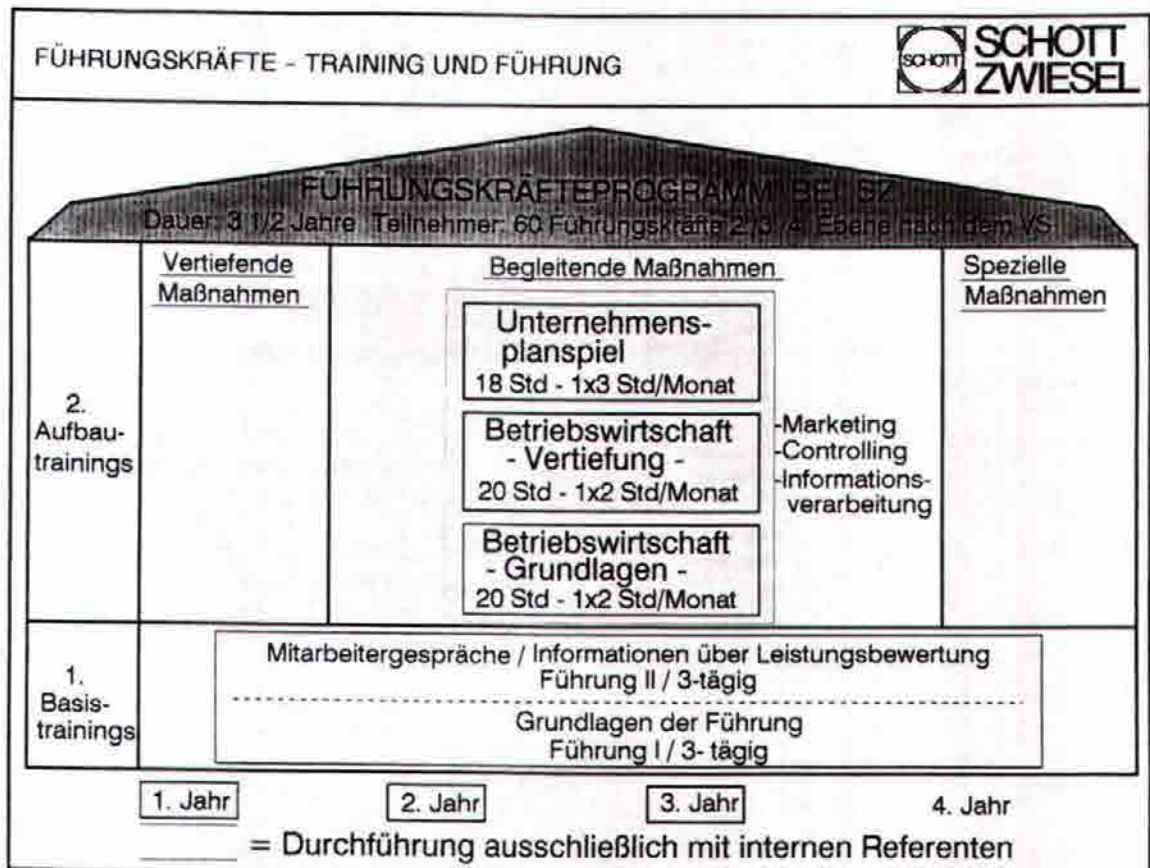 FÜHRUNGSKRÄFTE - TRAINING UND FÜHRUNG
SCHOTT
SCHOTT
ZWIESEL
FÜHRUNGSKRÄFTEPROGRAMM BEI SZ
Dauer: 3 1/2 Jahre Teilnehmer: 60 Führungskräfte 2./3./4. Ebene nach dem VS
Vertiefende
Maßnahmen
Begleitende Maßnahmen
Spezielle
Maßnahmen
2.
Aufbau-
trainings
Unternehmens-
planspiel
18 Std - 1x3 Std/Monat
Betriebswirtschaft
- Vertiefung -
20 Std - 1x2 Std/Monat
Betriebswirtschaft
- Grundlagen -
20 Std - 1x2 Std/Monat
-Marketing
-Controlling
-Informations-
verarbeitung
1.
Basis-
trainings
Mitarbeitergespräche / Informationen über Leistungsbewertung
Führung II / 3-tägig
Grundlagen der Führung
Führung I / 3- tägig
1. Jahr 2. Jahr 3. Jahr 4. Jahr
= Durchführung ausschließlich mit internen Referenten